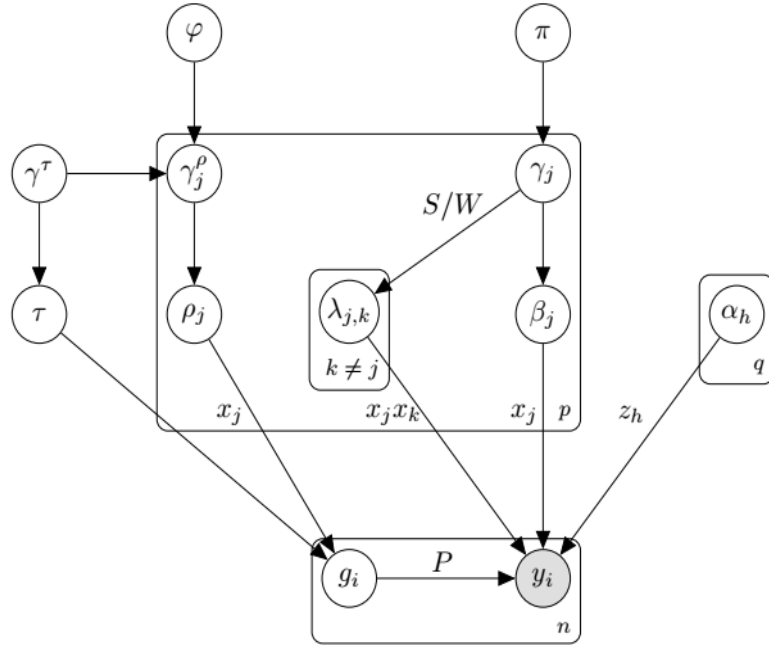 φ π
γ^τ γ_j^ρ γ_j
S/W
τ ρ_j λ_{j,k} β_j α_h
k ≠ j q
x_j x_j x_k x_j p z_h
g_i P y_i
n